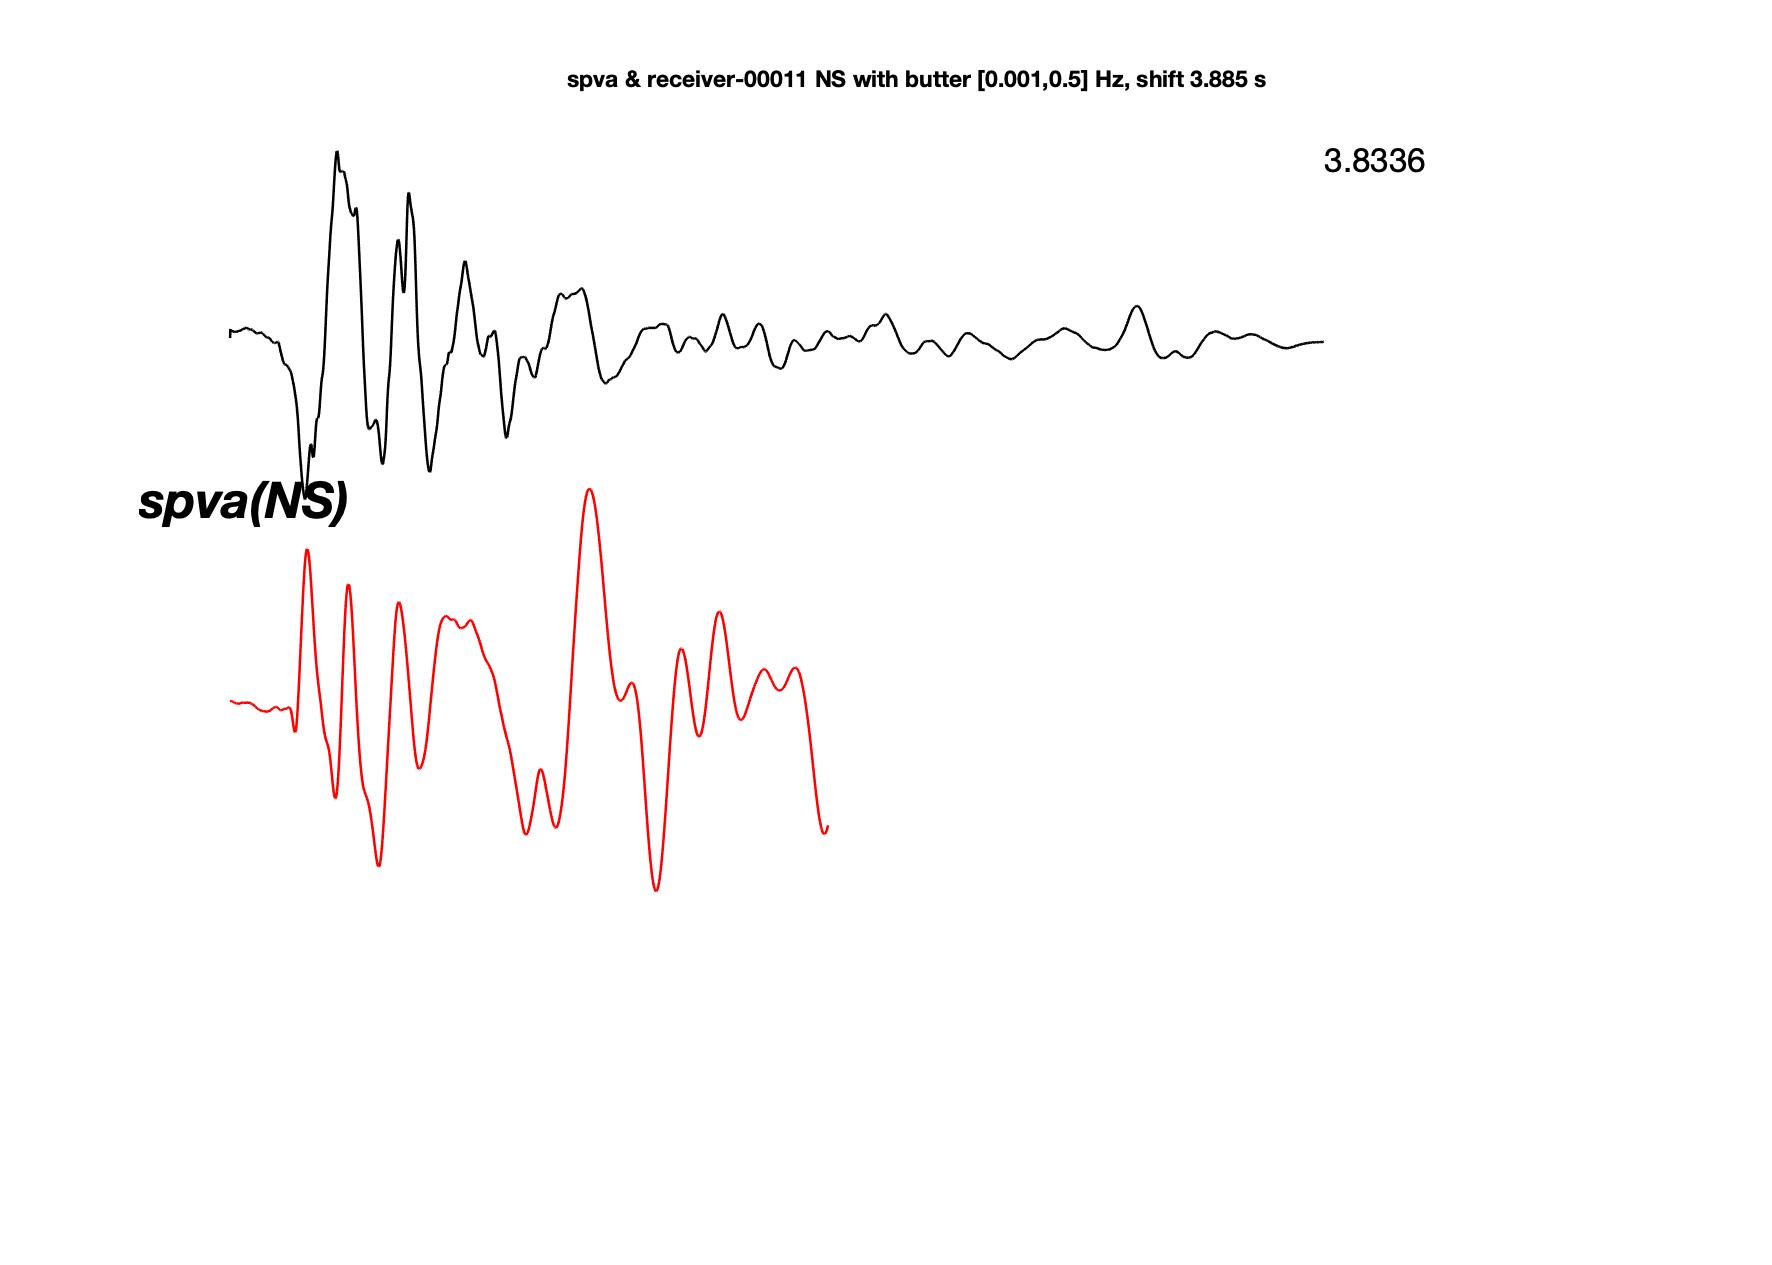 spva & receiver-00011 NS with butter [0.001,0.5] Hz, shift 3.885 s
3.8336
spva(NS)